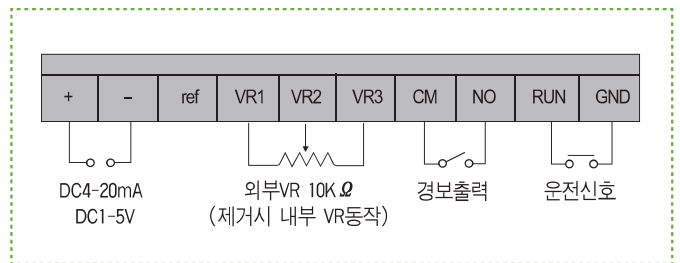 + - ref VR1 VR2 VR3 CM NO RUN GND
DC4-20mA
DC1-5V
외부VR 10KΩ
(제거시 내부 VR동작)
경보출력
운전신호